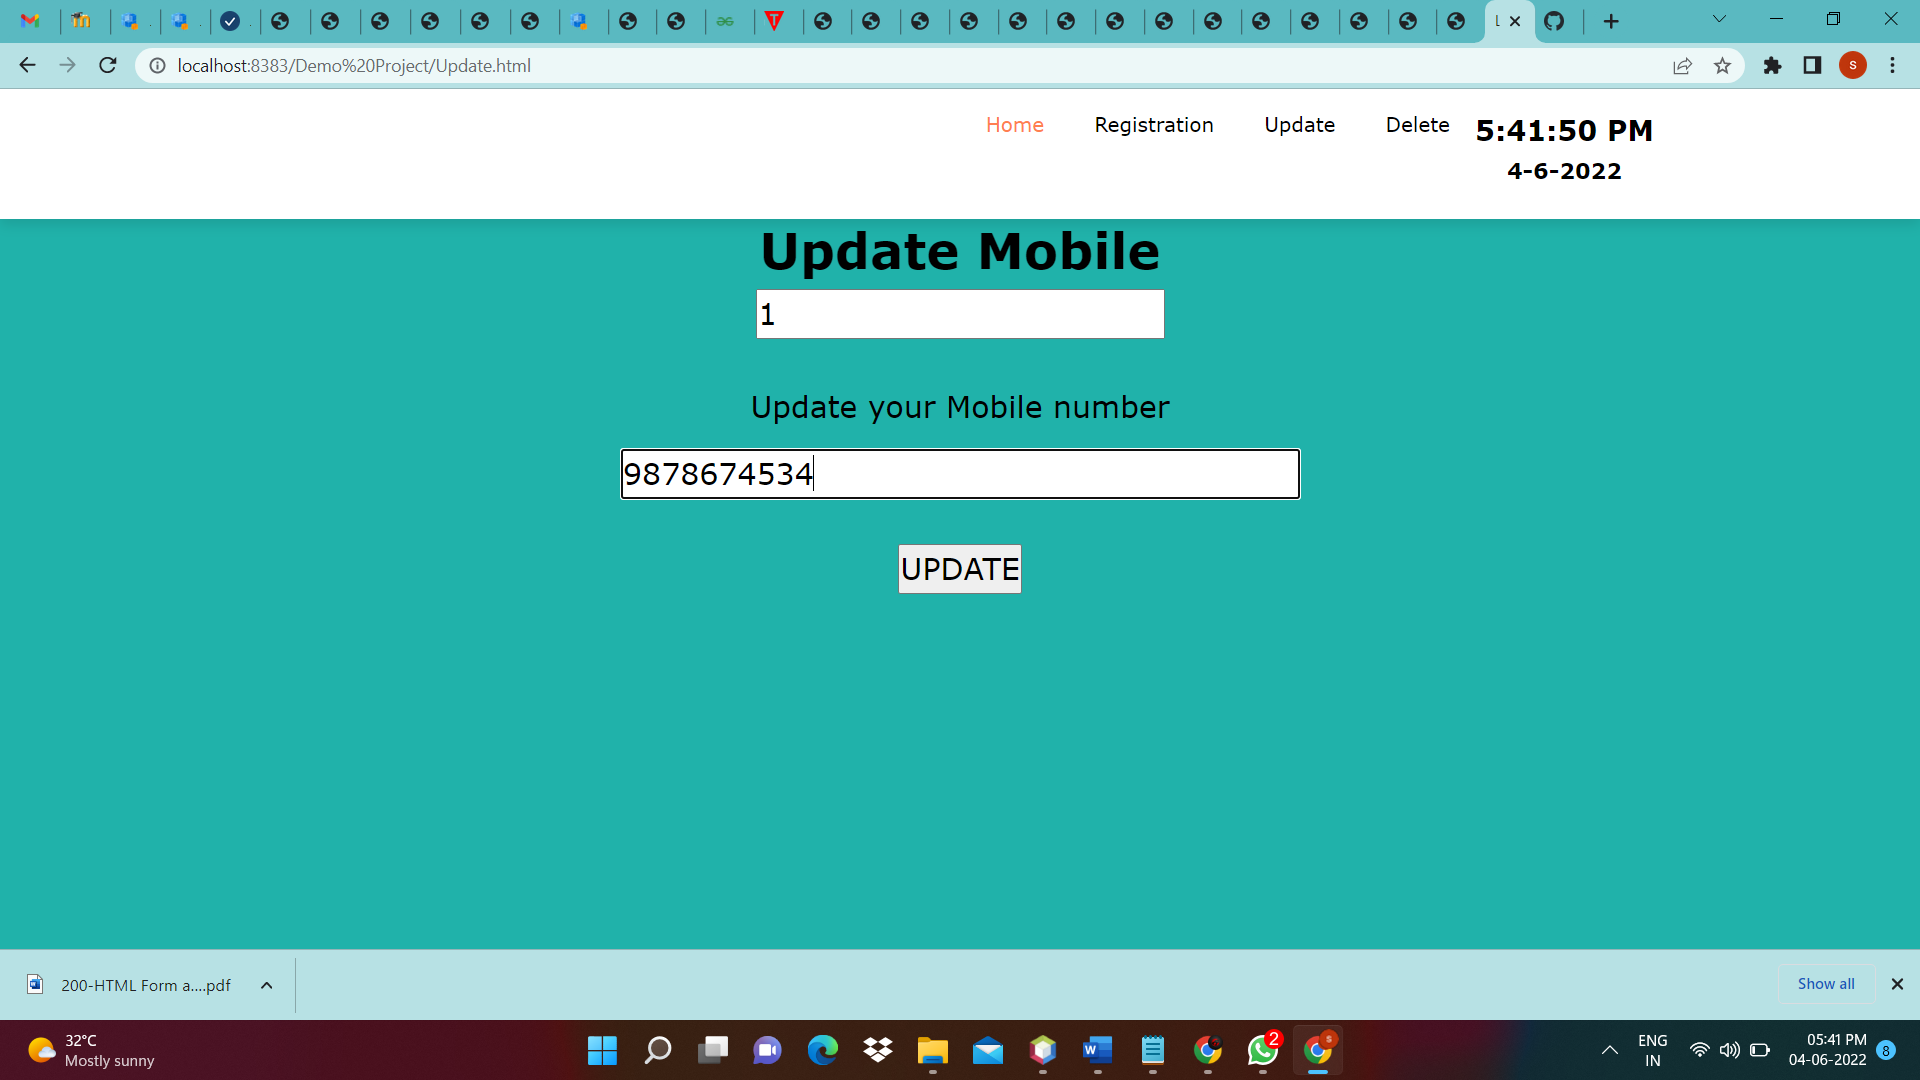 L
localhost:8383/Demo%20Project/Update.html
S
Home Registration Update Delete 5:41:50 PM
4-6-2022
Update Mobile
1
Update your Mobile number
9878674534
UPDATE
200-HTML Form a....pdf
Show all
32°C
Mostly sunny
2
S
ENG
IN
05:41 PM
04-06-2022
8